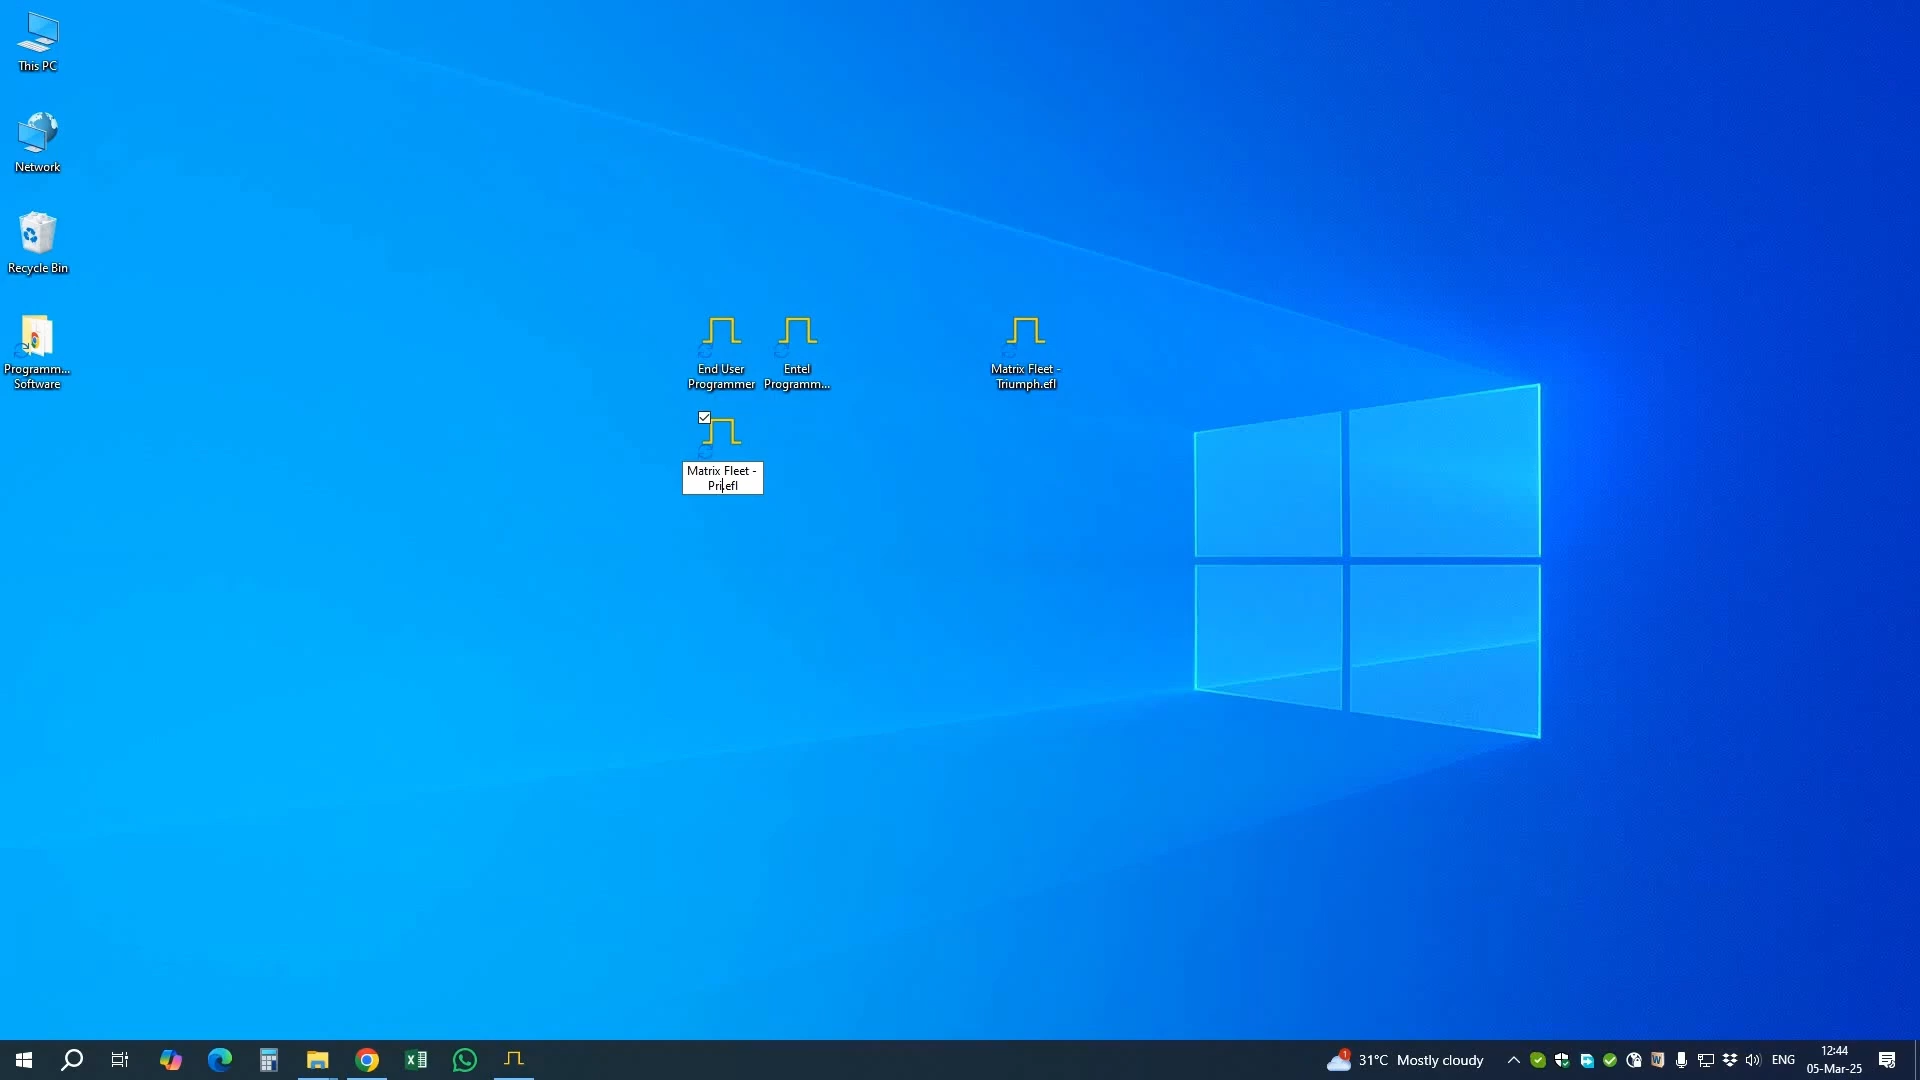 This PC
Network
Recycle Bin
Programm...
Software
End User
Programmer
Entel
Programm...
Matrix Fleet -
Triumph.efl
Matrix Fleet -
Pri.efl
1
31°C Mostly cloudy
ENG
12:44
05-Mar-25